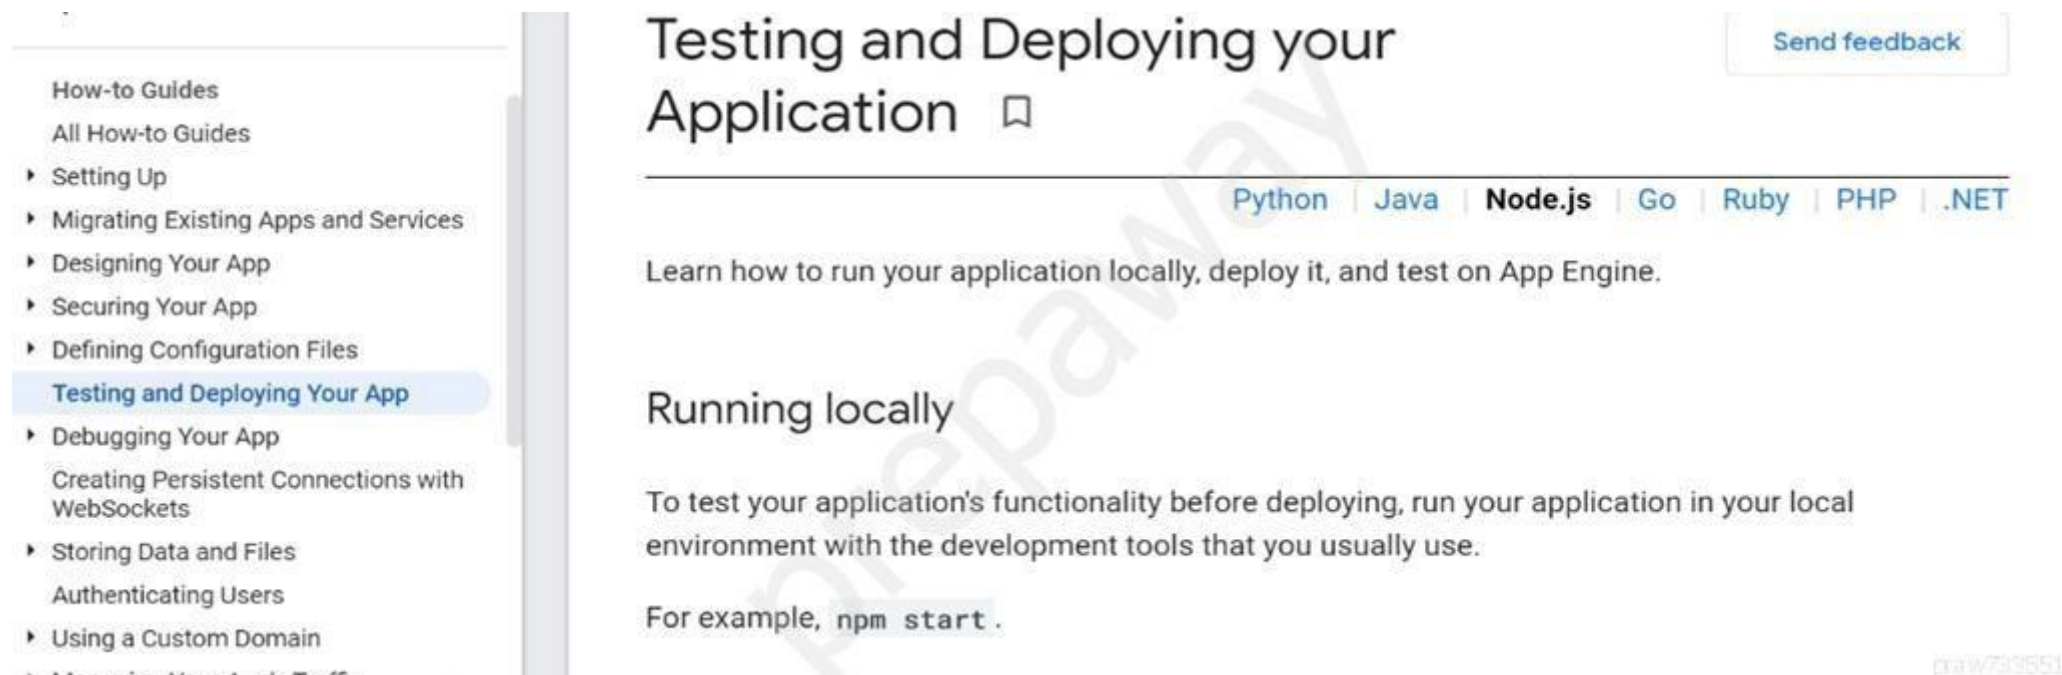 How-to Guides
All How-to Guides
Setting Up
Migrating Existing Apps and Services
Designing Your App
Securing Your App
Defining Configuration Files
Testing and Deploying Your App
Debugging Your App
Creating Persistent Connections with
WebSockets
Storing Data and Files
Authenticating Users
Using a Custom Domain
Testing and Deploying your
Application
Send feedback
Python | Java | Node.js | Go | Ruby | PHP | .NET
Learn how to run your application locally, deploy it, and test on App Engine.
Running locally
To test your application's functionality before deploying, run your application in your local
environment with the development tools that you usually use.
For example, npm start.
prepaway
praw733551